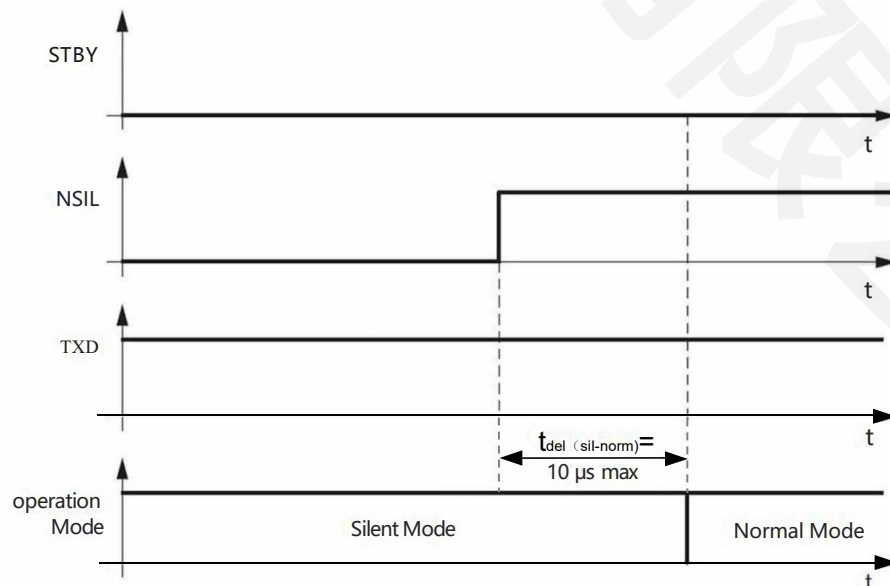 STBY
t
NSIL
t
TXD
t
tdel（sil-norm)=
10 µs max
operation
Mode
Silent Mode
Normal Mode
t